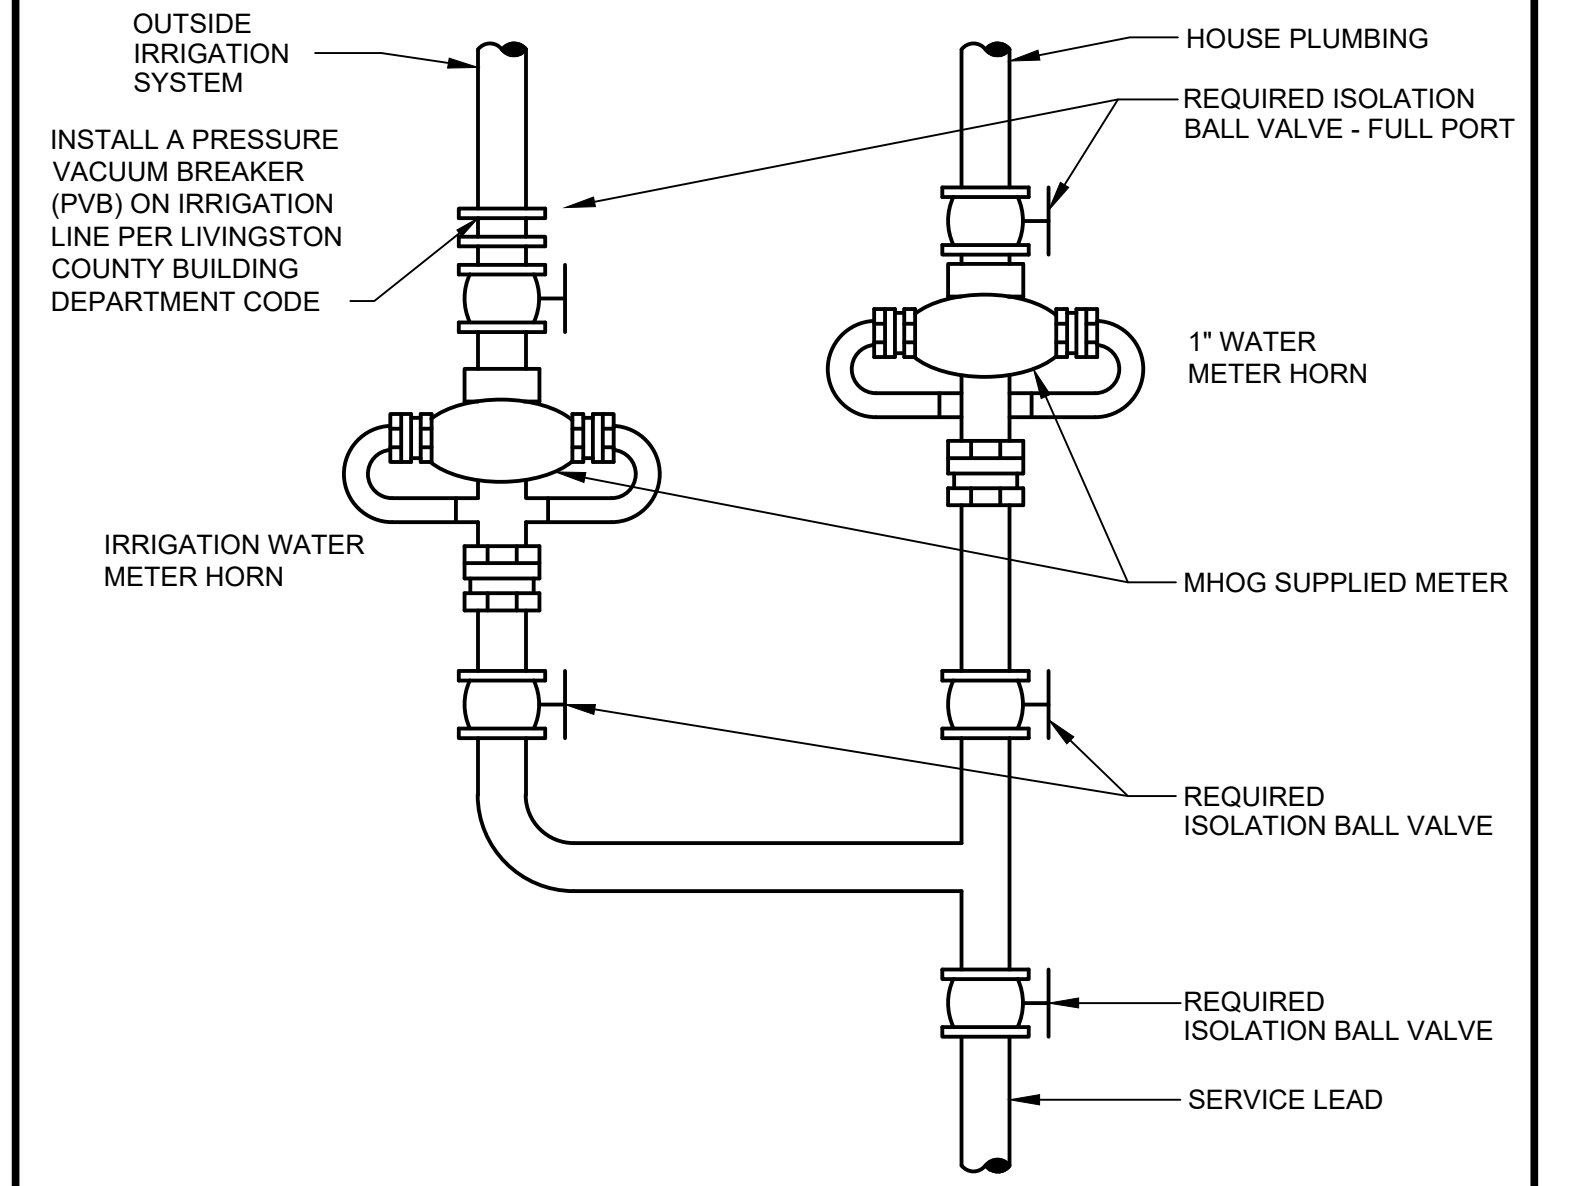 OUTSIDE
IRRIGATION
SYSTEM
INSTALL A PRESSURE
VACUUM BREAKER
(PVB) ON IRRIGATION
LINE PER LIVINGSTON
COUNTY BUILDING
DEPARTMENT CODE
IRRIGATION WATER
METER HORN
HOUSE PLUMBING
REQUIRED ISOLATION
BALL VALVE - FULL PORT
1" WATER
METER HORN
MHOG SUPPLIED METER
REQUIRED
ISOLATION BALL VALVE
REQUIRED
ISOLATION BALL VALVE
SERVICE LEAD